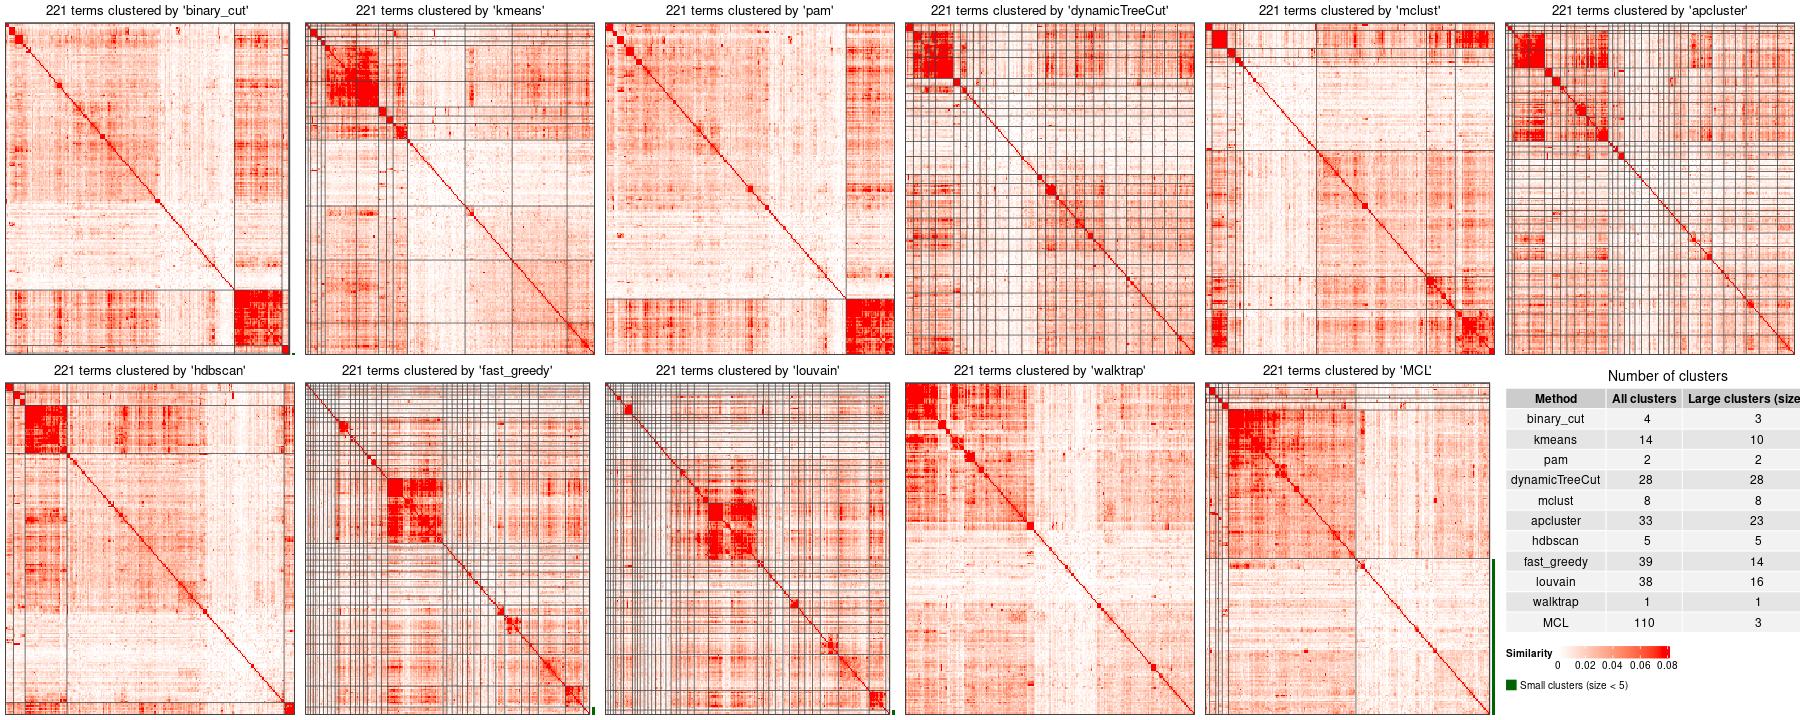 221 terms clustered by 'binary_cut'
221 terms clustered by 'kmeans'
221 terms clustered by 'pam'
221 terms clustered by 'dynamicTreeCut'
221 terms clustered by 'mclust'
221 terms clustered by 'apcluster'
221 terms clustered by 'hdbscan'
221 terms clustered by 'fast_greedy'
221 terms clustered by 'louvain'
221 terms clustered by 'walktrap'
221 terms clustered by 'MCL'
Number of clusters
Method All clusters Large clusters (size
binary_cut 4 3
kmeans 14 10
pam 2 2
dynamicTreeCut 28 28
mclust 8 8
apcluster 33 23
hdbscan 5 5
fast_greedy 39 14
louvain 38 16
walktrap 1 1
MCL 110 3
Similarity
0 0.02 0.04 0.06 0.08
Small clusters (size < 5)